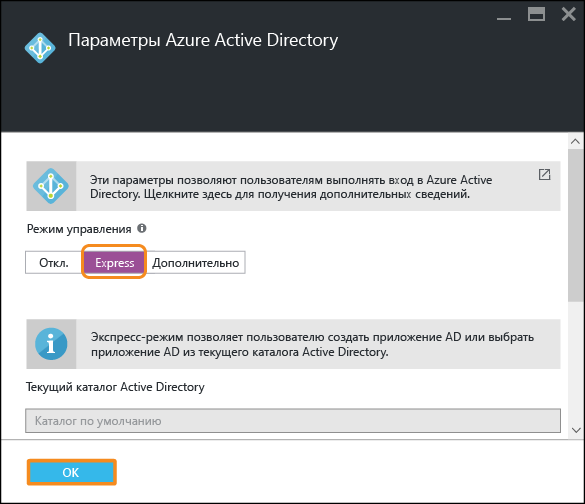 Параметры Azure Active Directory
Эти параметры позволяют пользователям выполнять вход в Azure Active
Directory. Щелкните здесь для получения дополнительных сведений.
Режим управления
Откл. Express Дополнительно
Экспресс-режим позволяет пользователю создать приложение AD или выбрать
приложение AD из текущего каталога Active Directory.
Текущий каталог Active Directory
Каталог по умолчанию
OK